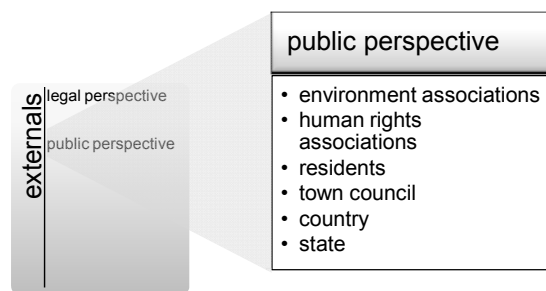 externals
legal perspective
public perspective
public perspective
• environment associations
• human rights
associations
• residents
• town council
• country
• state